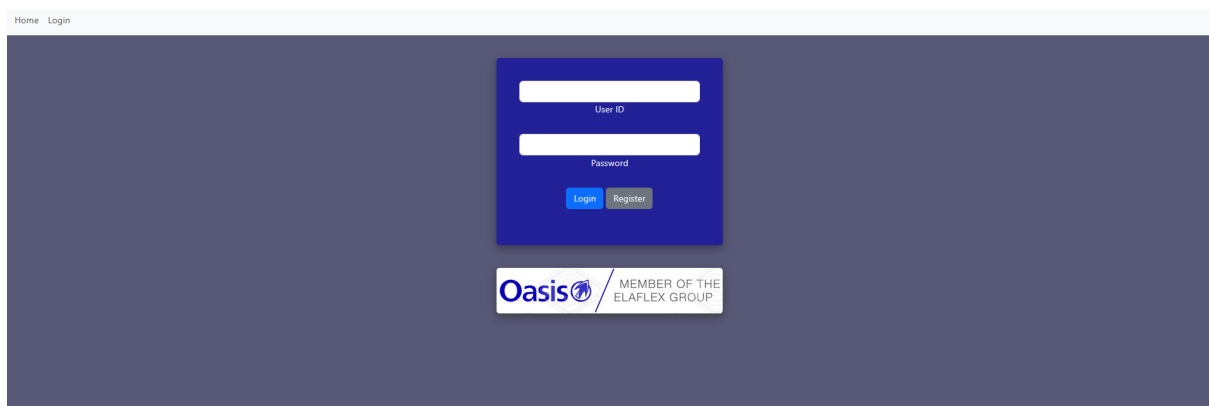 Home Login
User ID
Password
Login Register
Oasis MEMBER OF THE
ELAFLEX GROUP